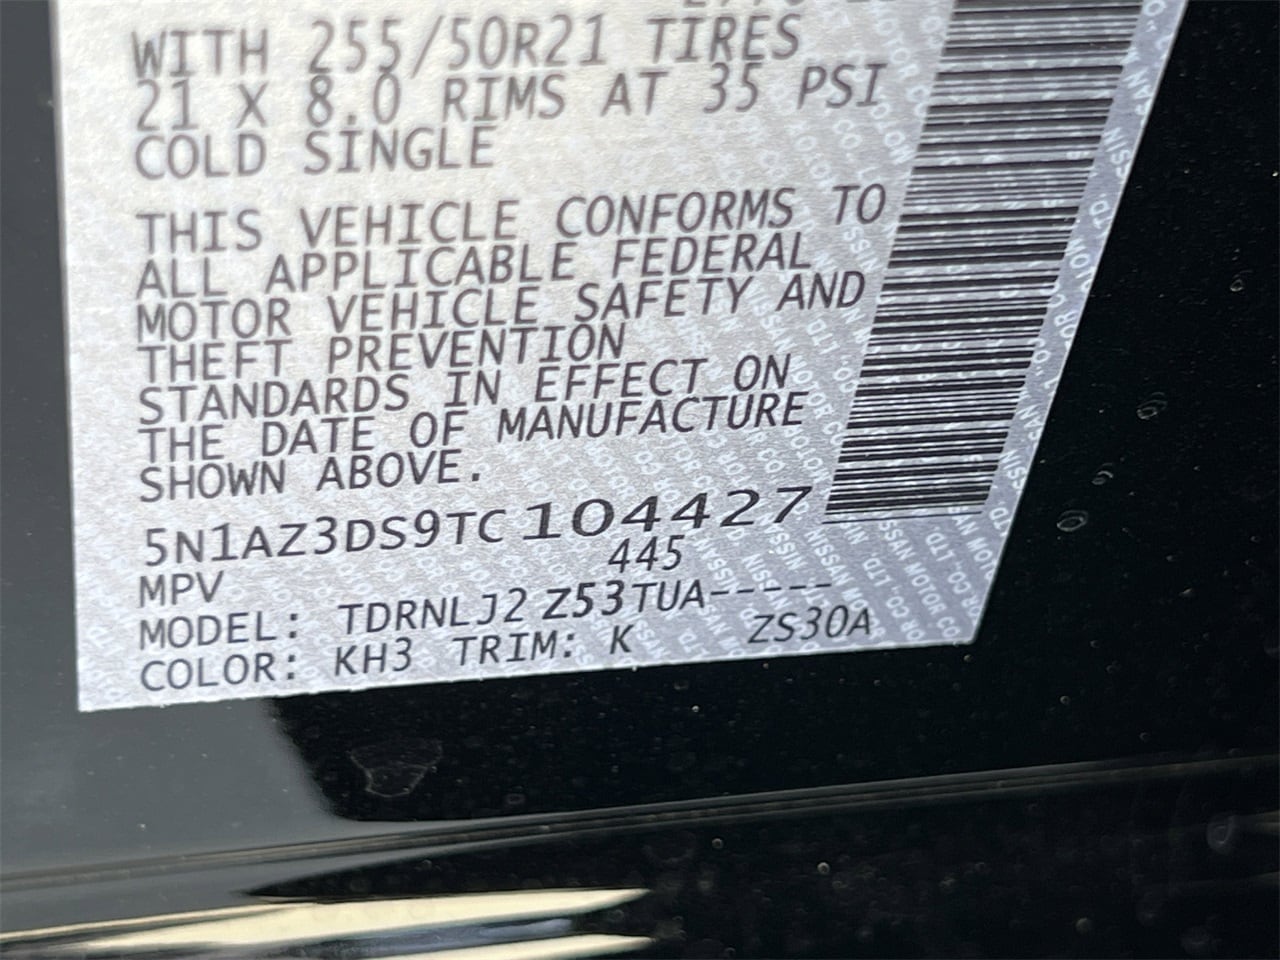 WITH 255/50R21 TIRES
21 X 8.0 RIMS AT 35 PSI
COLD SINGLE
THIS VEHICLE CONFORMS TO
ALL APPLICABLE FEDERAL
MOTOR VEHICLE SAFETY AND
THEFT PREVENTION
STANDARDS IN EFFECT ON
THE DATE OF MANUFACTURE
SHOWN ABOVE.
5N1AZ3DS9TC104427
MPV 445
MODEL: TDRNLJ2 Z53TUA-----
COLOR: KH3 TRIM: K ZS30A